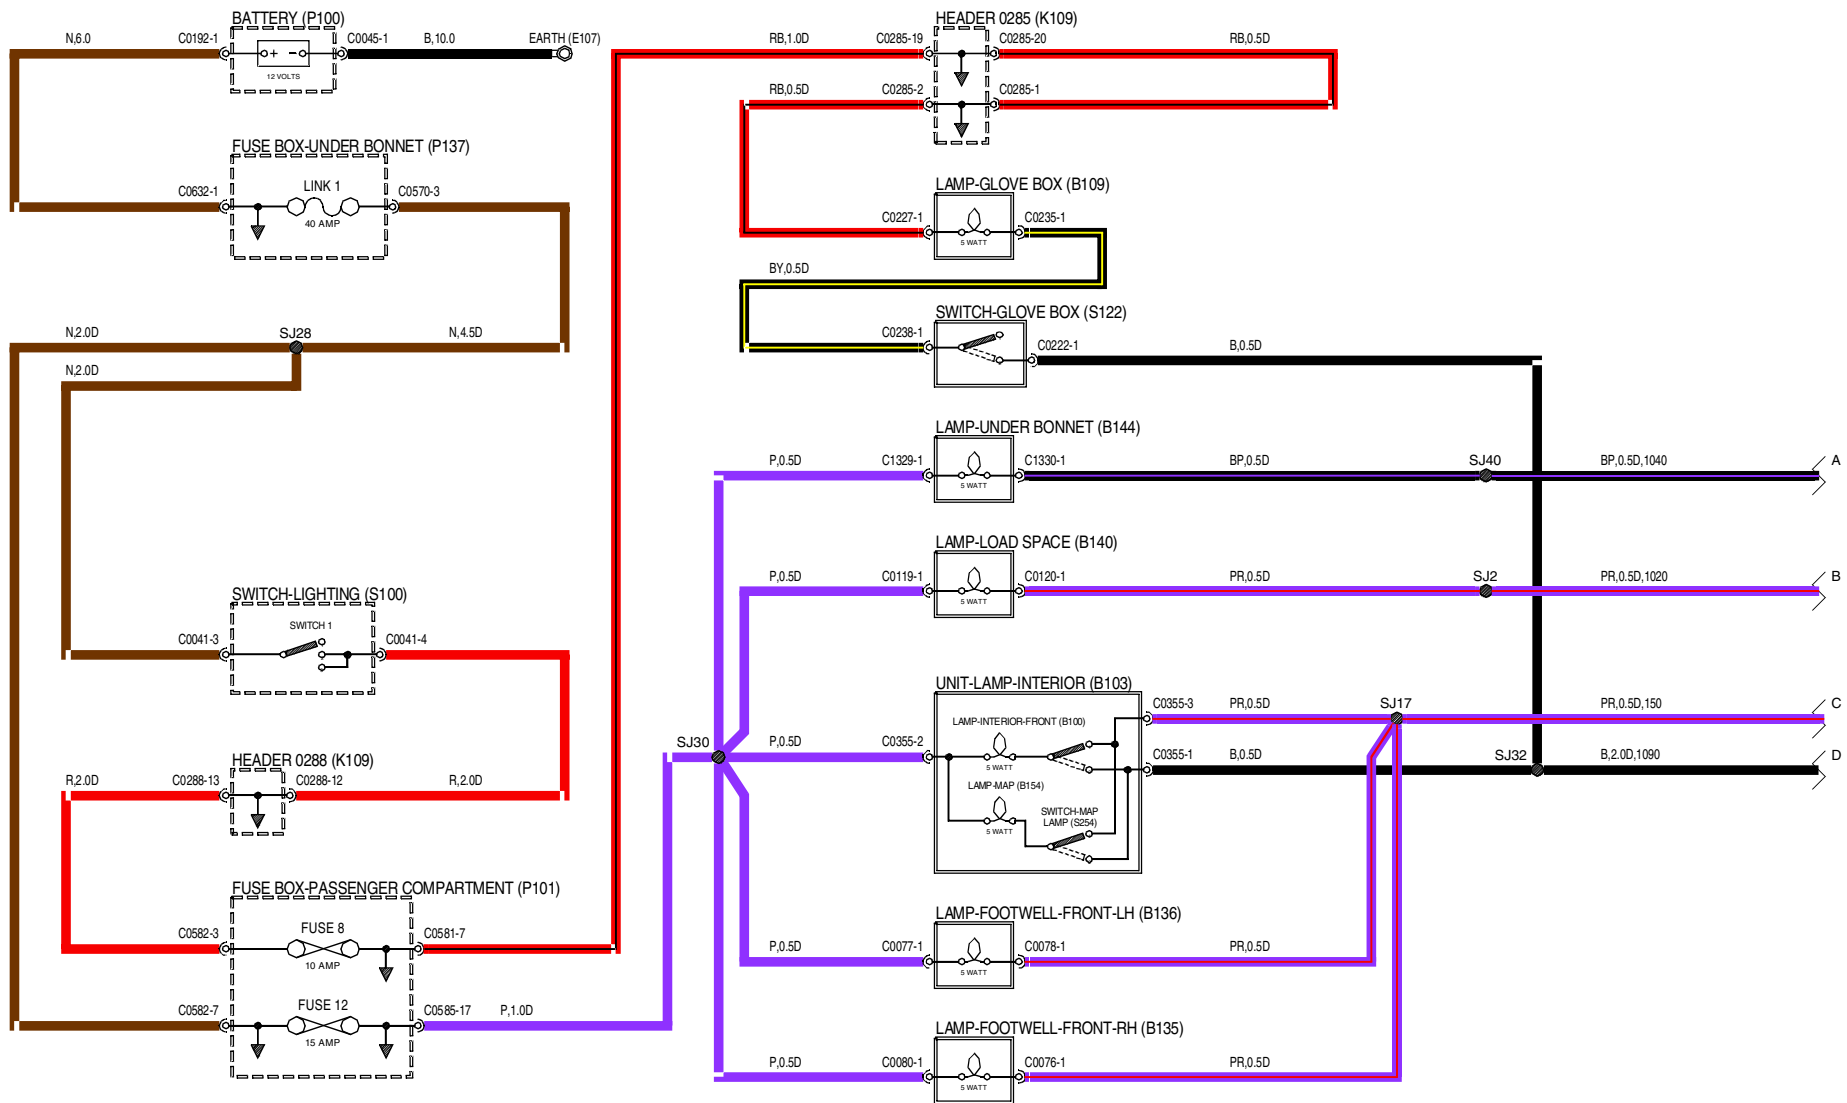 BATTERY (P100)
N,6.0
C0192-1
C0045-1
B,10.0
EARTH (E107)
12 VOLTS
FUSE BOX-UNDER BONNET (P137)
C0632-1
LINK 1
40 AMP
C0570-3
N,2.0D
SJ28
N,4.5D
N,2.0D
SWITCH-LIGHTING (S100)
SWITCH 1
C0041-3
C0041-4
HEADER 0288 (K109)
R,2.0D
C0288-13
C0288-12
R,2.0D
FUSE BOX-PASSENGER COMPARTMENT (P101)
C0582-3
FUSE 8
10 AMP
C0581-7
C0582-7
FUSE 12
15 AMP
C0585-17
P,1.0D
HEADER 0285 (K109)
RB,1.0D
C0285-19
C0285-20
RB,0.5D
RB,0.5D
C0285-2
C0285-1
LAMP-GLOVE BOX (B109)
C0227-1
5 WATT
C0235-1
BY,0.5D
SWITCH-GLOVE BOX (S122)
C0238-1
C0222-1
B,0.5D
LAMP-UNDER BONNET (B144)
P,0.5D
C1329-1
5 WATT
C1330-1
BP,0.5D
SJ40
BP,0.5D,1040
A
LAMP-LOAD SPACE (B140)
P,0.5D
C0119-1
5 WATT
C0120-1
PR,0.5D
SJ2
PR,0.5D,1020
B
UNIT-LAMP-INTERIOR (B103)
SJ30
P,0.5D
C0355-2
LAMP-INTERIOR-FRONT (B100)
5 WATT
LAMP-MAP (B154)
5 WATT
SWITCH-MAP
LAMP (S254)
C0355-3
PR,0.5D
SJ17
PR,0.5D,150
C
C0355-1
B,0.5D
SJ32
B,2.0D,1090
D
LAMP-FOOTWELL-FRONT-LH (B136)
P,0.5D
C0077-1
5 WATT
C0078-1
PR,0.5D
LAMP-FOOTWELL-FRONT-RH (B135)
P,0.5D
C0080-1
5 WATT
C0076-1
PR,0.5D